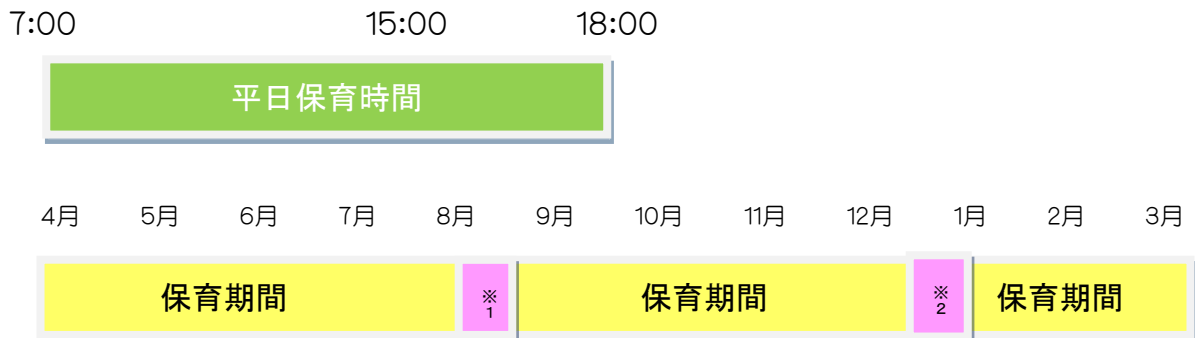 7:00 15:00 18:00
平日保育時間
4月 5月 6月 7月 8月 9月 10月 11月 12月 1月 2月 3月
保育期間 ※1 保育期間 ※2 保育期間